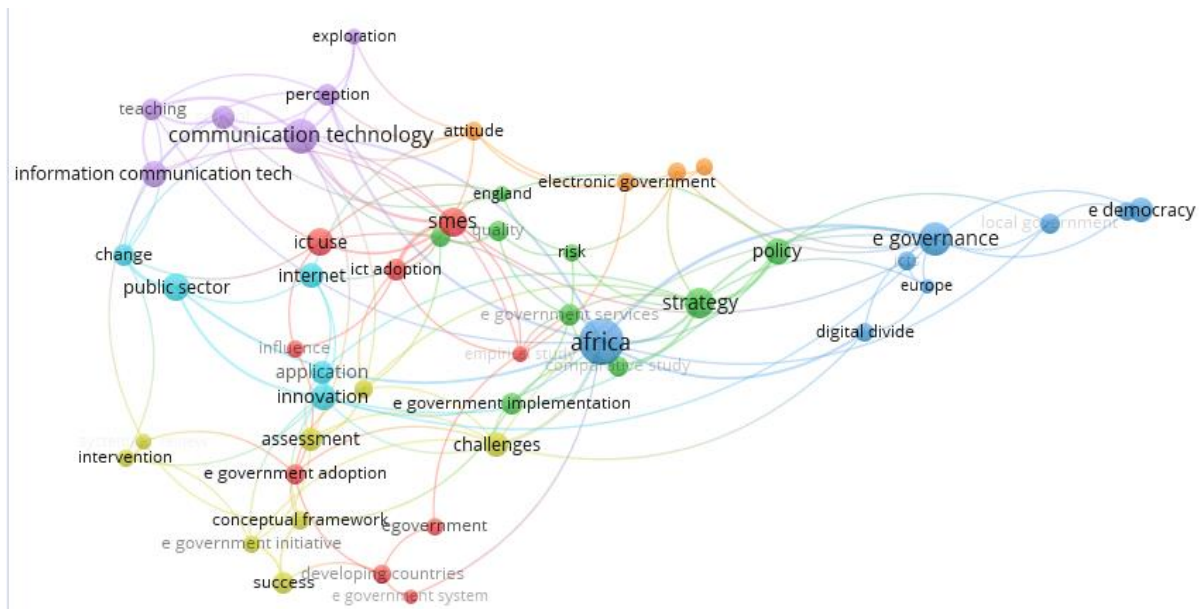 exploration
perception
teaching
communication technology
attitude
information communication tech
electronic government
england
smes
quality
e democracy
local government
ict use
e governance
change
internet
ict adoption
risk
policy
public sector
europe
strategy
e government services
digital divide
influence
empirical study
africa
application
comparative study
innovation
e government implementation
assessment
challenges
intervention
e government adoption
conceptual framework
egovernment
e government initiative
success
developing countries
e government system